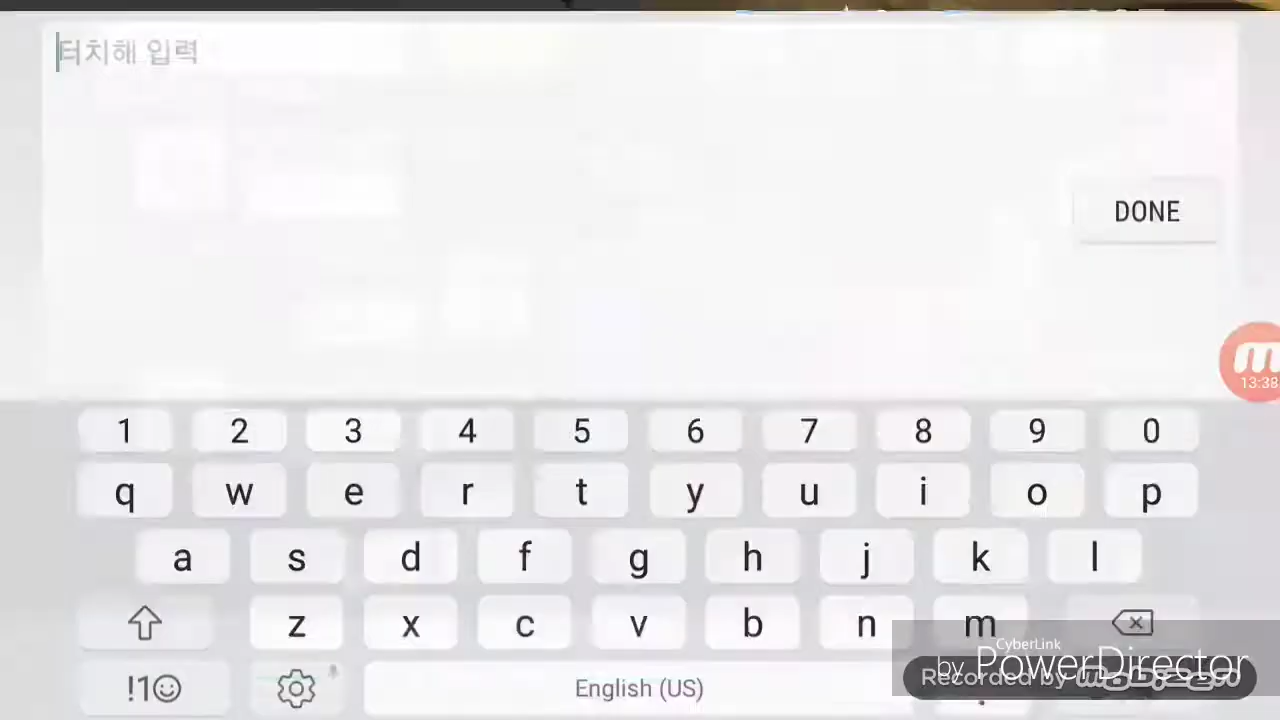 터치해 입력
DONE
13:38
1 2 3 4 5 6 7 8 9 0
q w e r t y u i o p
a s d f g h j k l
z x c v b n m
!1☺ English (US)
CyberLink
by PowerDirector
Recorded by